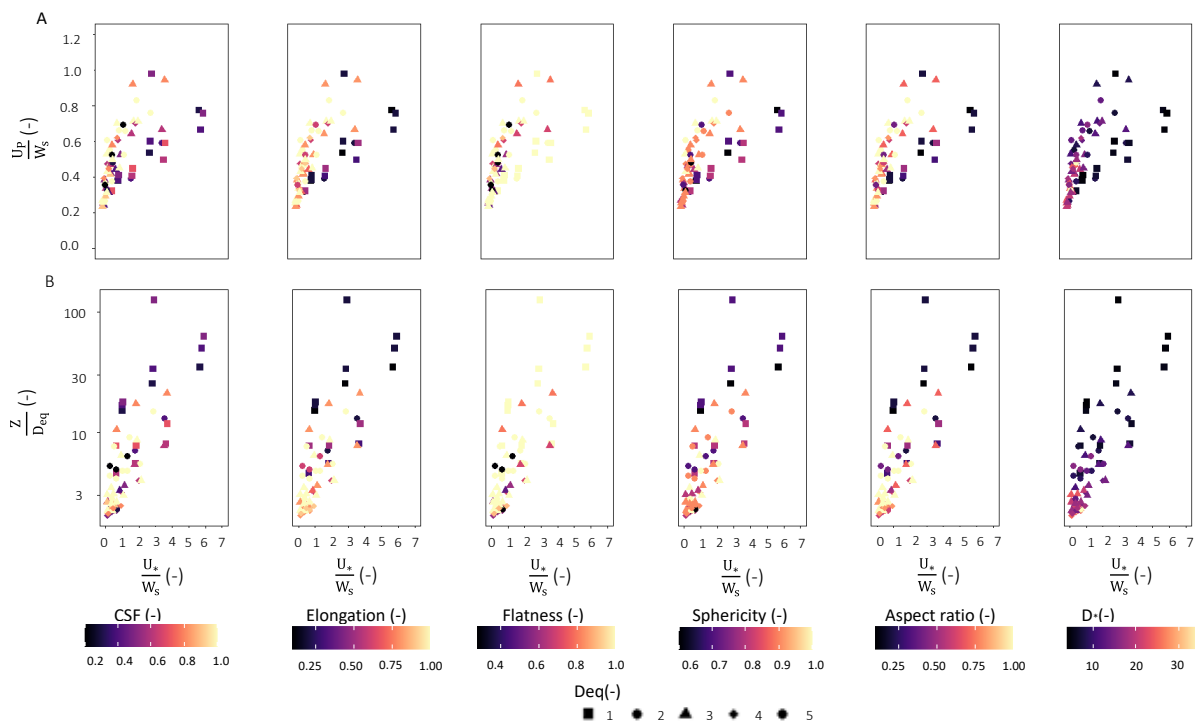 A
1.2
1.0
0.8
0.6
0.4
0.2
0.0
U_P/W_s (-)
B
100
30
10
3
Z/D_eq (-)
0 1 2 3 4 5 6 7 0 1 2 3 4 5 6 7 0 1 2 3 4 5 6 7 0 1 2 3 4 5 6 7 0 1 2 3 4 5 6 7 0 1 2 3 4 5 6 7
U_*/W_s (-) U_*/W_s (-) U_*/W_s (-) U_*/W_s (-) U_*/W_s (-) U_*/W_s (-)
CSF (-) Elongation (-) Flatness (-) Sphericity (-) Aspect ratio (-) D*(-)
0.2 0.4 0.6 0.8 1.0 0.25 0.50 0.75 1.00 0.4 0.6 0.8 1.0 0.6 0.7 0.8 0.9 1.0 0.25 0.50 0.75 1.00 10 20 30
Deq(-)
1 2 3 4 5